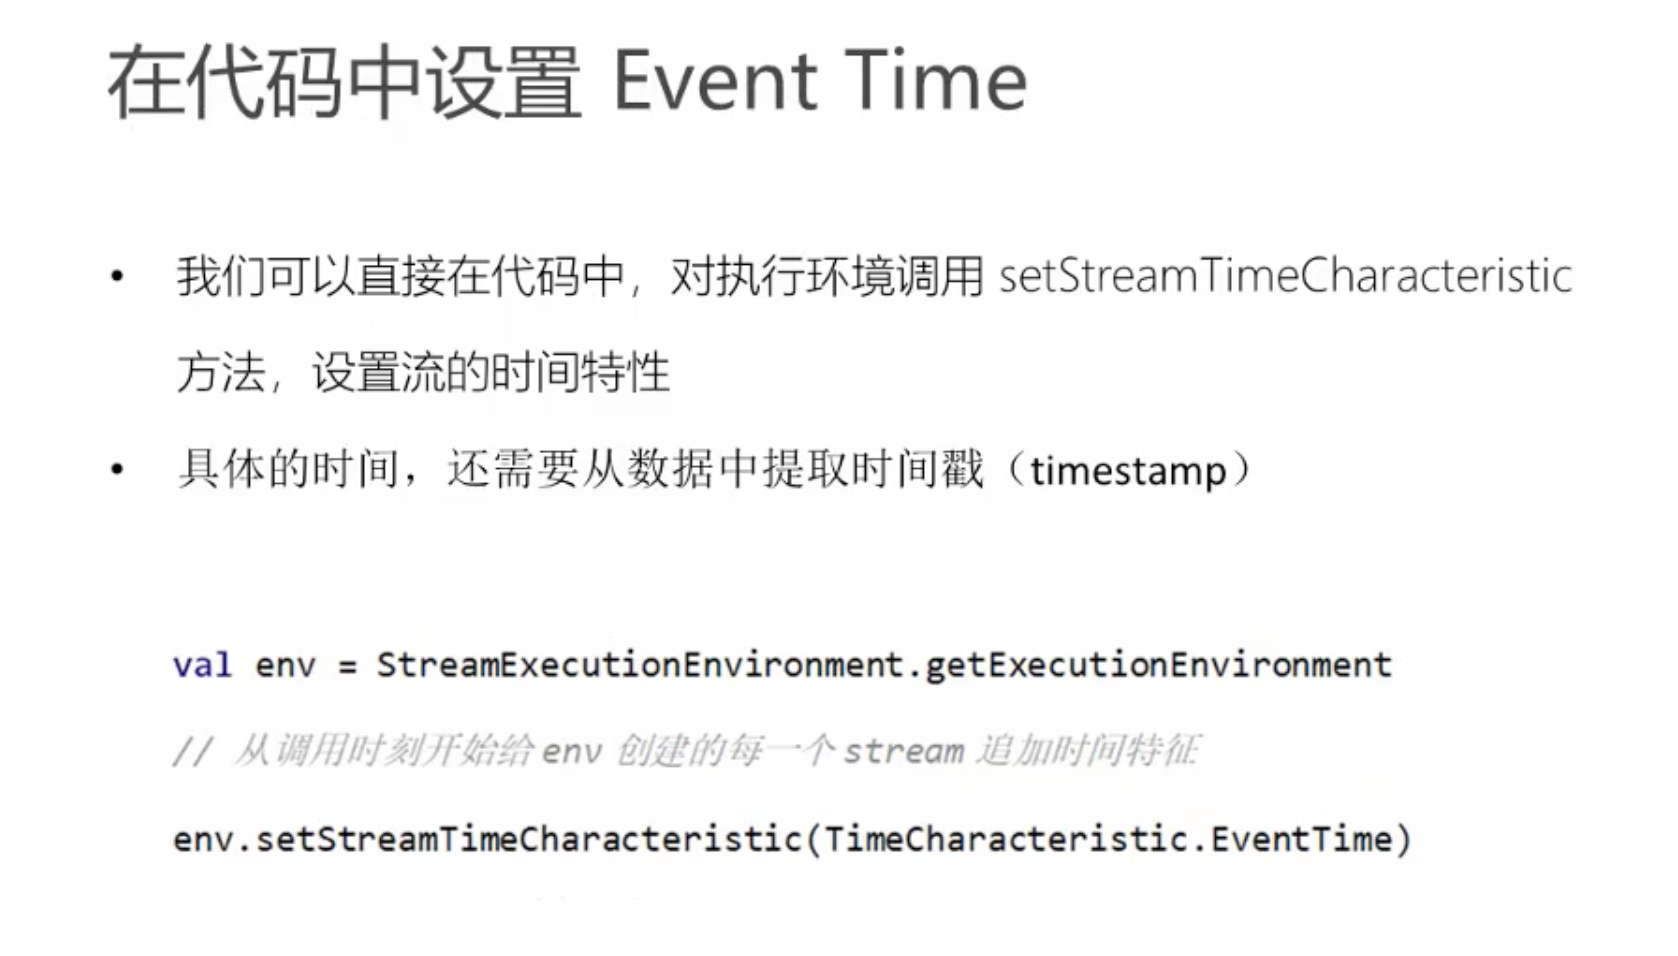 在代码中设置 Event Time
• 我们可以直接在代码中，对执行环境调用 setStreamTimeCharacteristic
方法，设置流的时间特性
• 具体的时间，还需要从数据中提取时间戳（timestamp）
val env = StreamExecutionEnvironment.getExecutionEnvironment
// 从调用时刻开始给 env 创建的每一个 stream 追加时间特征
env.setStreamTimeCharacteristic(TimeCharacteristic.EventTime)